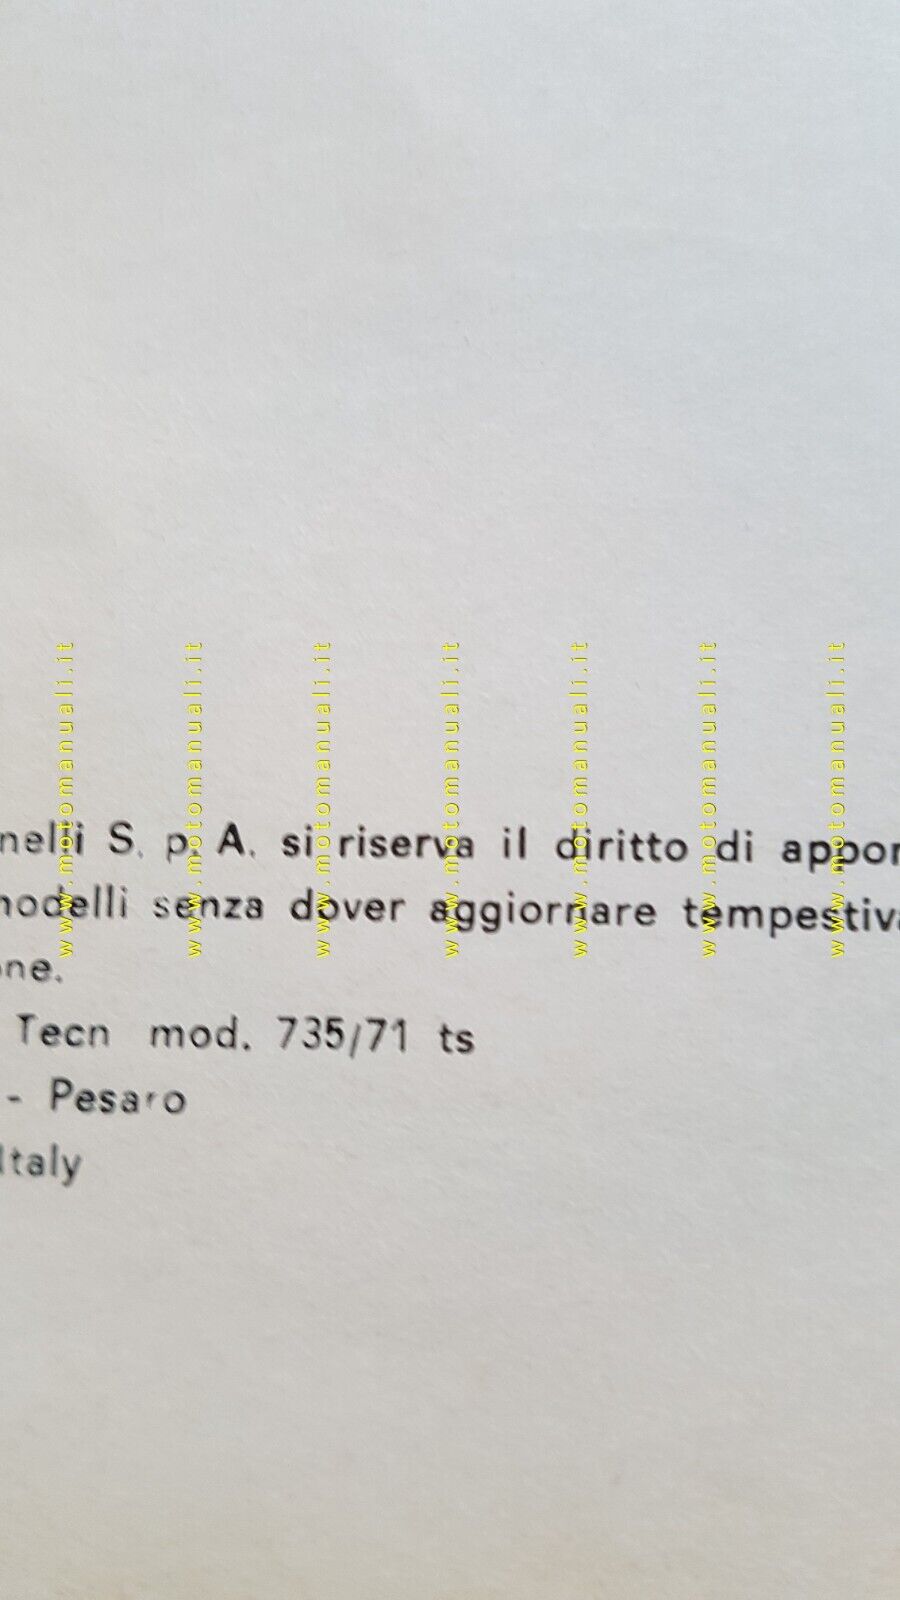 nelli S. p. A. si riserva il diritto di appor
modelli senza dover aggiornare tempestiva
one.
Tecn mod. 735/71 ts
- Pesaro
Italy
www.motomanuali.it
www.motomanuali.it
www.motomanuali.it
www.motomanuali.it
www.motomanuali.it
www.motomanuali.it
www.motomanuali.it